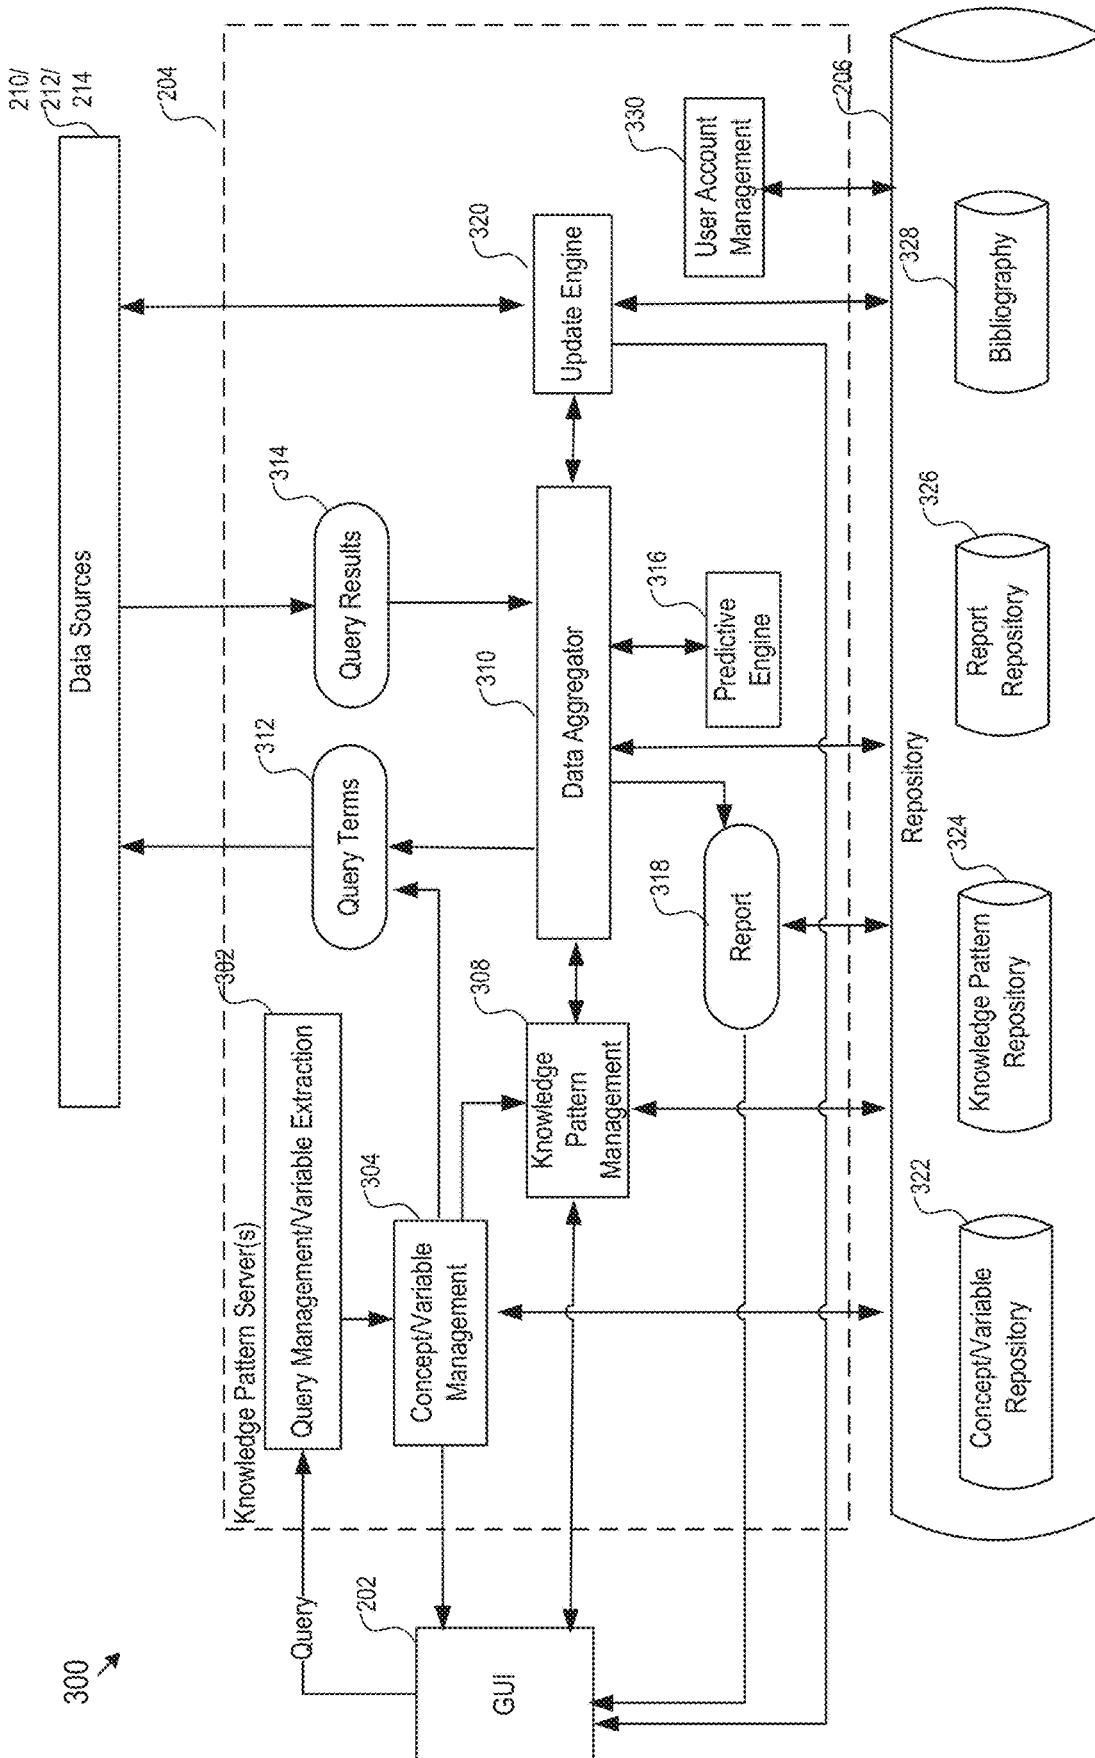 300
210/
212/
214
Data Sources
204
Knowledge Pattern Server(s)
302
Query Management/Variable Extraction
Query
312
Query Terms
314
Query Results
304
Concept/Variable
Management
202
GUI
308
Knowledge
Pattern
Management
310
Data Aggregator
320
Update Engine
316
Predictive
Engine
318
Report
330
User Account
Management
206
Repository
322
Concept/Variable
Repository
324
Knowledge Pattern
Repository
326
Report
Repository
328
Bibliography